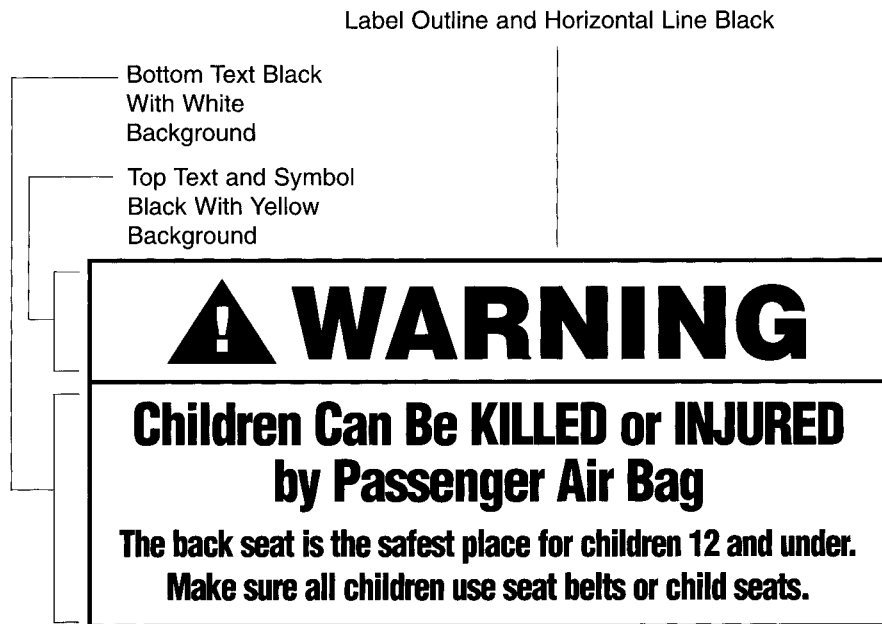 Label Outline and Horizontal Line Black
Bottom Text Black
With White
Background
Top Text and Symbol
Black With Yellow
Background
! WARNING
Children Can Be KILLED or INJURED
by Passenger Air Bag
The back seat is the safest place for children 12 and under.
Make sure all children use seat belts or child seats.